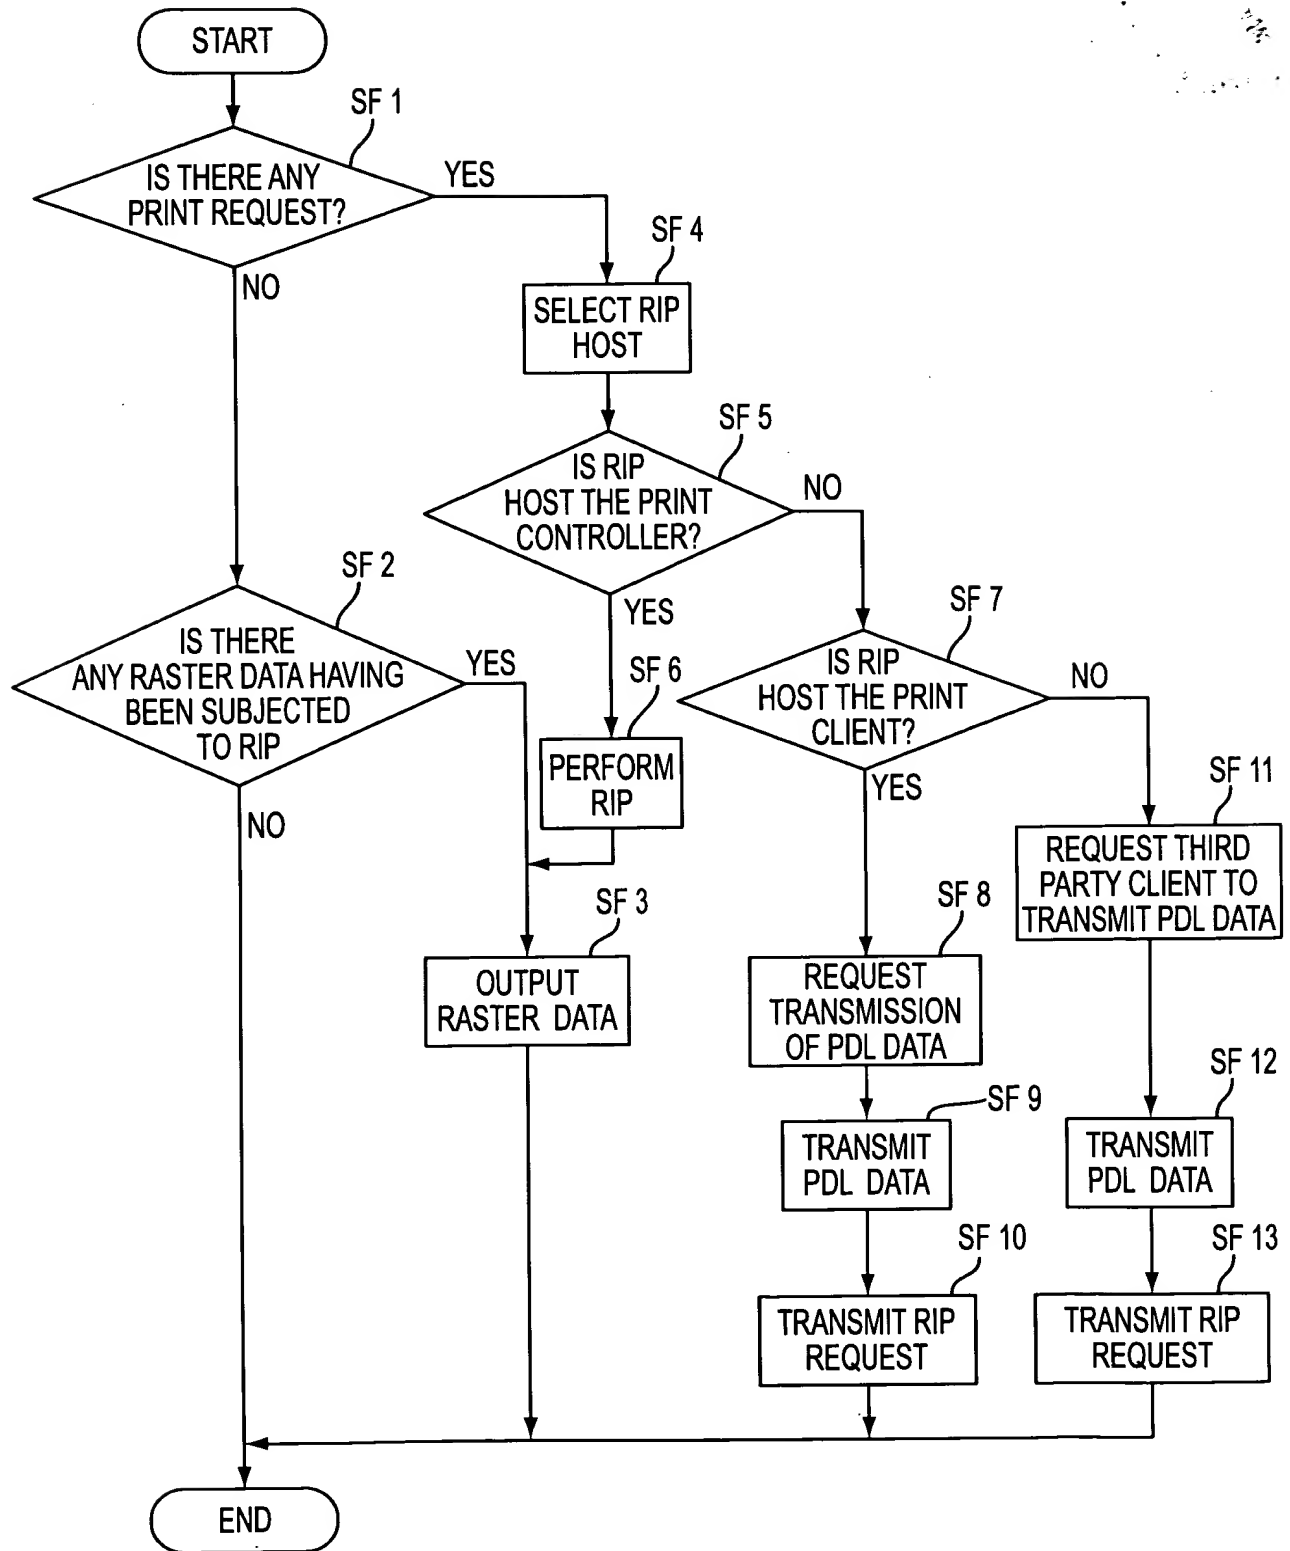 START
SF 1
IS THERE ANY
PRINT REQUEST?
YES
NO
SF 4
SELECT RIP
HOST
SF 5
IS RIP
HOST THE PRINT
CONTROLLER?
NO
YES
SF 2
IS THERE
ANY RASTER DATA HAVING
BEEN SUBJECTED
TO RIP
YES
NO
SF 6
PERFORM
RIP
SF 7
IS RIP
HOST THE PRINT
CLIENT?
NO
YES
SF 3
OUTPUT
RASTER DATA
SF 8
REQUEST
TRANSMISSION
OF PDL DATA
SF 9
TRANSMIT
PDL DATA
SF 10
TRANSMIT RIP
REQUEST
SF 11
REQUEST THIRD
PARTY CLIENT TO
TRANSMIT PDL DATA
SF 12
TRANSMIT
PDL DATA
SF 13
TRANSMIT RIP
REQUEST
END